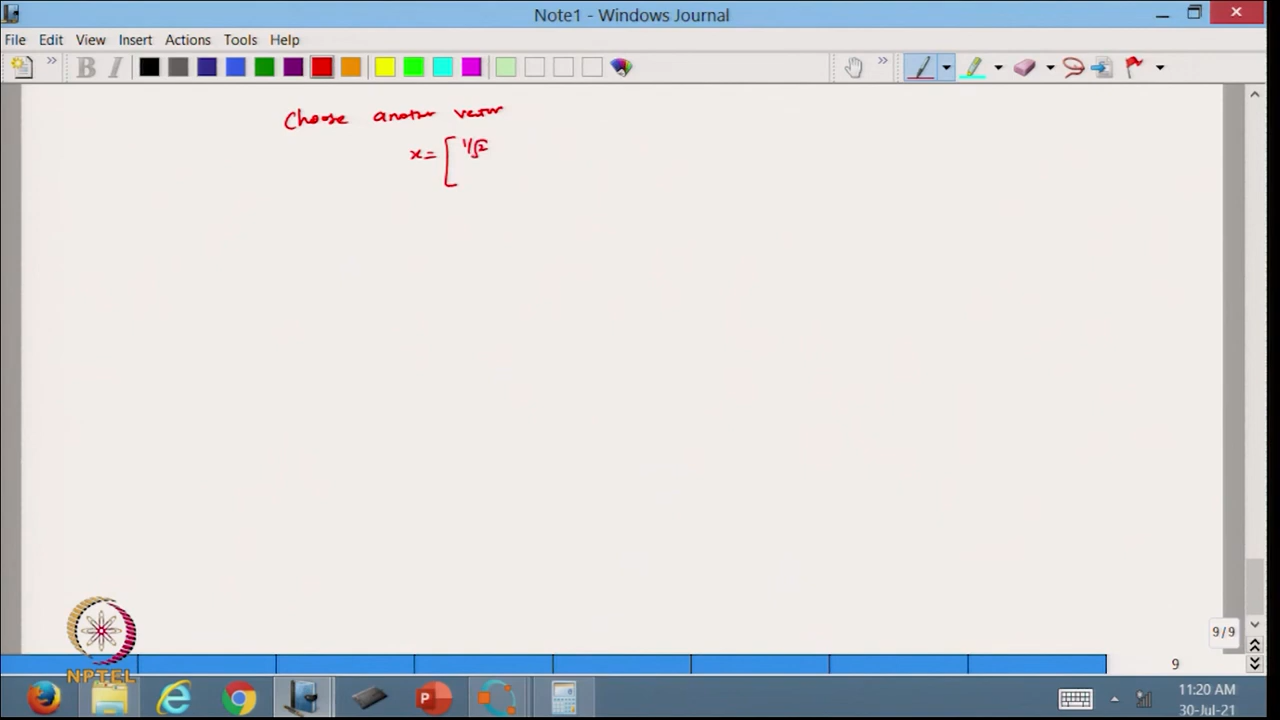 Note1 - Windows Journal
File Edit View Insert Actions Tools Help
B I
Choose another vector
x = [ 1/√2
9 / 9
9
NPTEL
11:20 AM
30-Jul-21